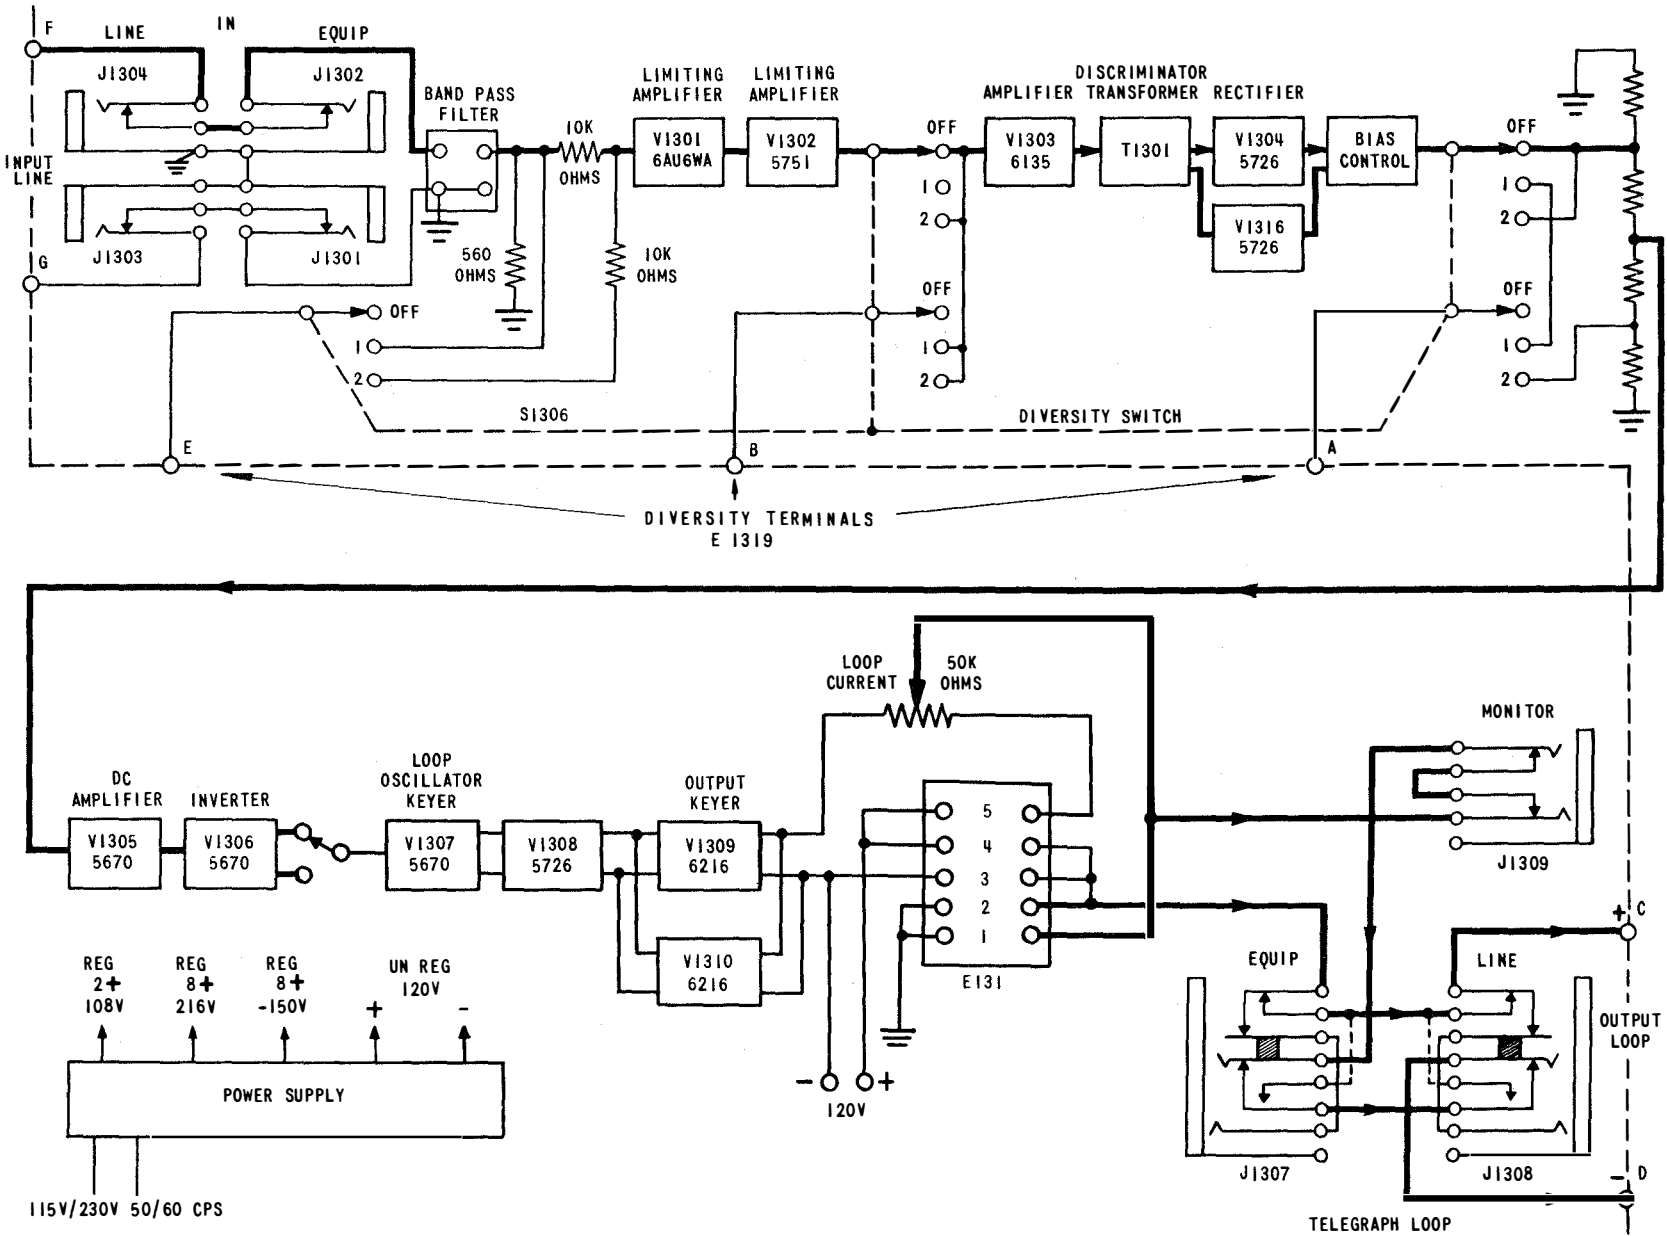 F
LINE
IN
EQUIP
J1304
J1302
INPUT
LINE
G
J1303
J1301
BAND PASS
FILTER
10K
OHMS
560
OHMS
10K
OHMS
LIMITING
AMPLIFIER
V1301
6AU6WA
LIMITING
AMPLIFIER
V1302
5751
OFF
1
2
OFF
1
2
DISCRIMINATOR
AMPLIFIER TRANSFORMER RECTIFIER
V1303
6135
T1301
V1304
5726
V1316
5726
BIAS
CONTROL
OFF
1
2
OFF
1
2
OFF
1
2
S1306
DIVERSITY SWITCH
E
B
A
DIVERSITY TERMINALS
E 1319
LOOP
CURRENT
50K
OHMS
DC
AMPLIFIER
V1305
5670
INVERTER
V1306
5670
LOOP
OSCILLATOR
KEYER
V1307
5670
V1308
5726
OUTPUT
KEYER
V1309
6216
V1310
6216
5
4
3
2
1
E131
- +
120V
MONITOR
J1309
+ C
EQUIP
LINE
OUTPUT
LOOP
J1307
J1308
- D
TELEGRAPH LOOP
REG
2+
108V
REG
8+
216V
REG
8+
-150V
UN REG
120V
+ -
POWER SUPPLY
115V/230V 50/60 CPS